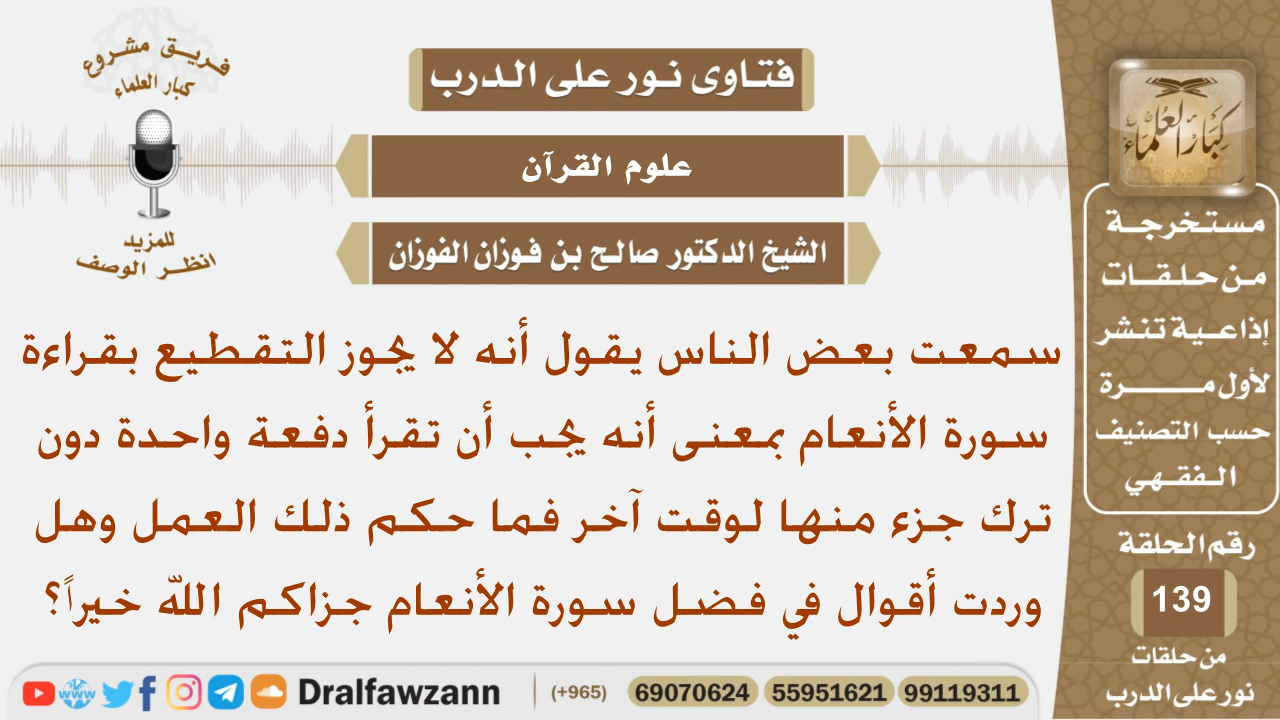 فريق مشروع
كبار العلماء
للمزيد
انظر الوصف
فتاوى نور على الدرب
علوم القرآن
الشيخ الدكتور صالح بن فوزان الفوزان
سمعت بعض الناس يقول أنه لا يجوز التقطيع بقراءة
سورة الأنعام بمعنى أنه يجب أن تقرأ دفعة واحدة دون
ترك جزء منها لوقت آخر فما حكم ذلك العمل وهل
وردت أقوال في فضل سورة الأنعام جزاكم الله خيراً؟
كبار العلماء
مستخرجة
من حلقات
إذاعية تنشر
لأول مرة
حسب التصنيف
الفقهي
رقم الحلقة
139
من حلقات
نور على الدرب
www
Dralfawzann
(+965)
69070624
55951621
99119311